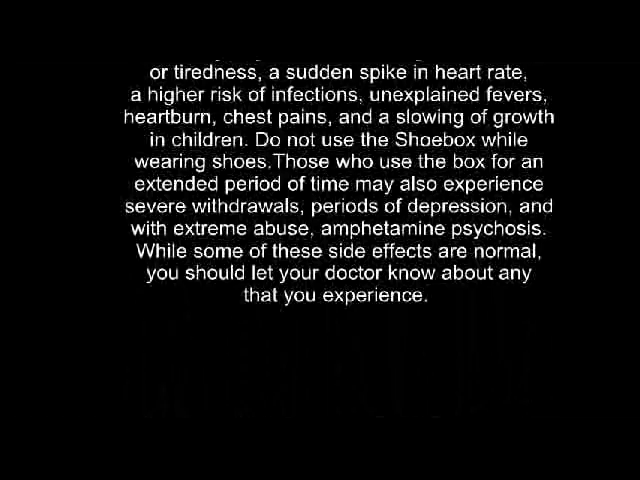 or tiredness, a sudden spike in heart rate,
a higher risk of infections, unexplained fevers,
heartburn, chest pains, and a slowing of growth
in children. Do not use the Shoebox while
wearing shoes.Those who use the box for an
extended period of time may also experience
severe withdrawals, periods of depression, and
with extreme abuse, amphetamine psychosis.
While some of these side effects are normal,
you should let your doctor know about any
that you experience.